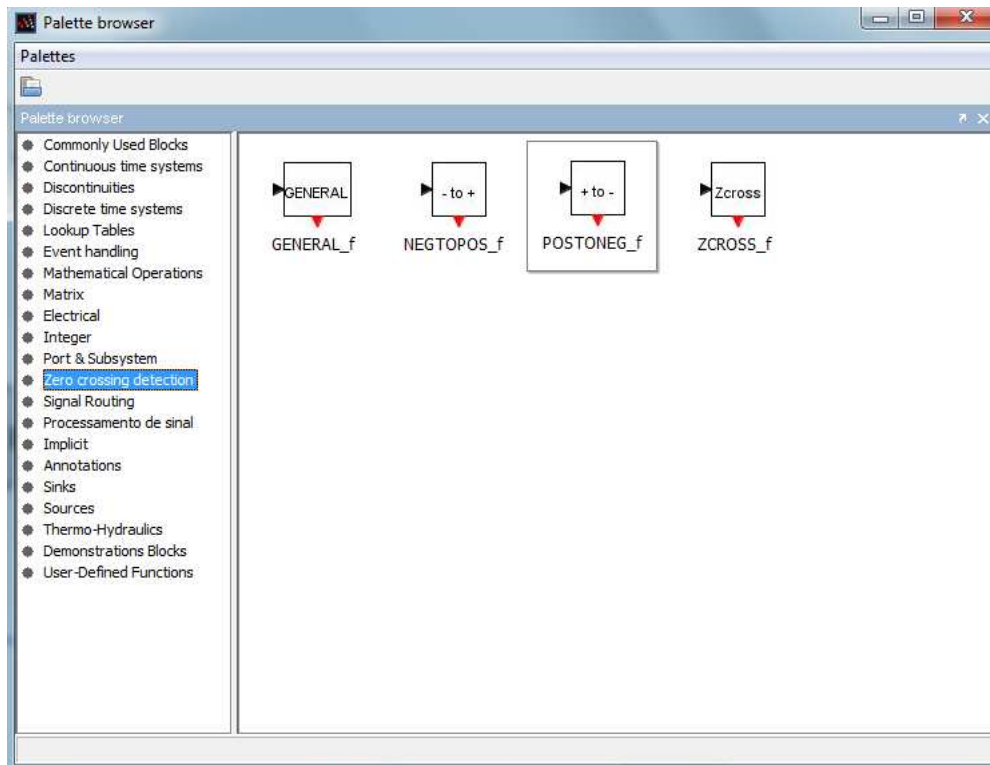 Palette browser
Palettes
Palette browser
Commonly Used Blocks
Continuous time systems
Discontinuities
Discrete time systems
Lookup Tables
Event handling
Mathematical Operations
Matrix
Electrical
Integer
Port & Subsystem
Zero crossing detection
Signal Routing
Processamento de sinal
Implicit
Annotations
Sinks
Sources
Thermo-Hydraulics
Demonstrations Blocks
User-Defined Functions
GENERAL - to + + to - Zcross
GENERAL_f NEGTOPOS_f POSTONEG_f ZCROSS_f